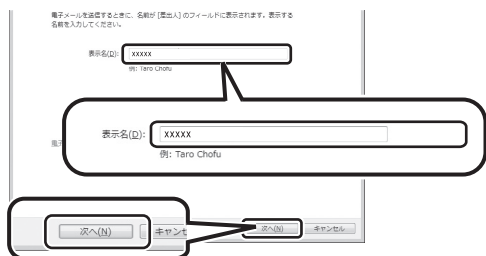 電子メールを送信するときに、名前が [差出人] のフィールドに表示されます。表示する
名前を入力してください。
表示名(D): xxxxx
例: Taro Chofu
表示名(D): xxxxx
例: Taro Chofu
次へ(N) キャンセル
次へ(N) キャンセ